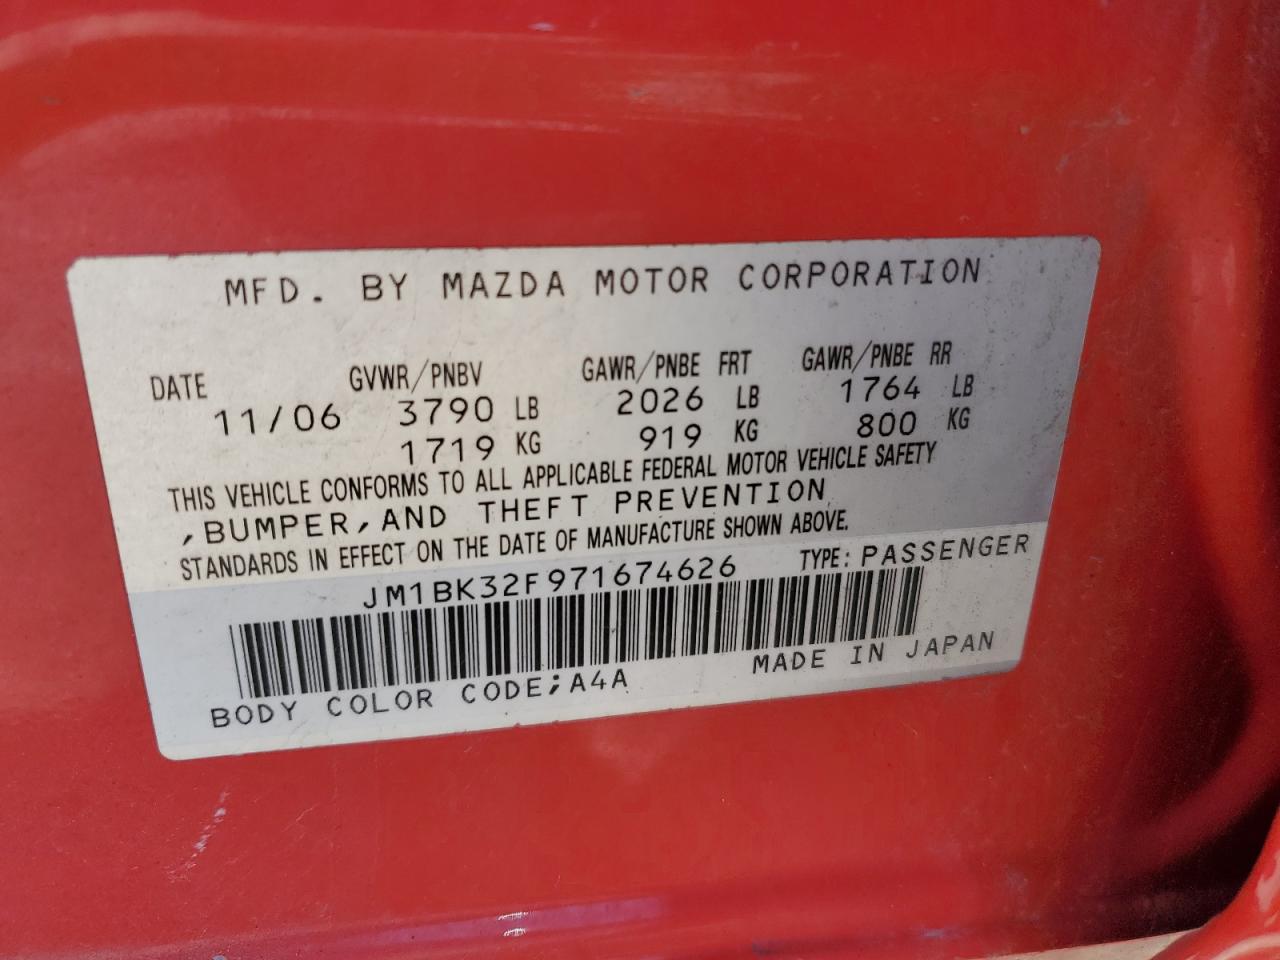 MFD. BY MAZDA MOTOR CORPORATION
DATE GVWR/PNBV GAWR/PNBE FRT GAWR/PNBE RR
11/06 3790 LB 2026 LB 1764 LB
1719 KG 919 KG 800 KG
THIS VEHICLE CONFORMS TO ALL APPLICABLE FEDERAL MOTOR VEHICLE SAFETY
,BUMPER,AND THEFT PREVENTION
STANDARDS IN EFFECT ON THE DATE OF MANUFACTURE SHOWN ABOVE.
JM1BK32F971674626 TYPE: PASSENGER
BODY COLOR CODE;A4A MADE IN JAPAN